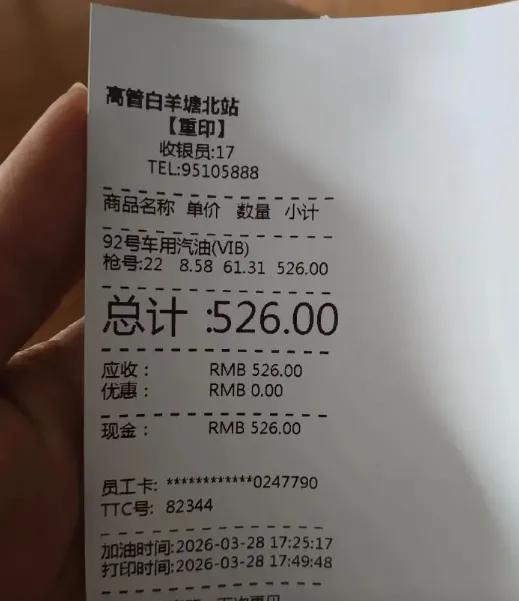 高管白羊塘北站
【重印】
收银员:17
TEL:95105888
商品名称 单价 数量 小计
92号车用汽油(VIB)
枪号:22 8.58 61.31 526.00
总计 :526.00
应收： RMB 526.00
优惠： RMB 0.00
现金： RMB 526.00
员工卡: ************0247790
TTC号: 82344
加油时间:2026-03-28 17:25:17
打印时间:2026-03-28 17:49:48